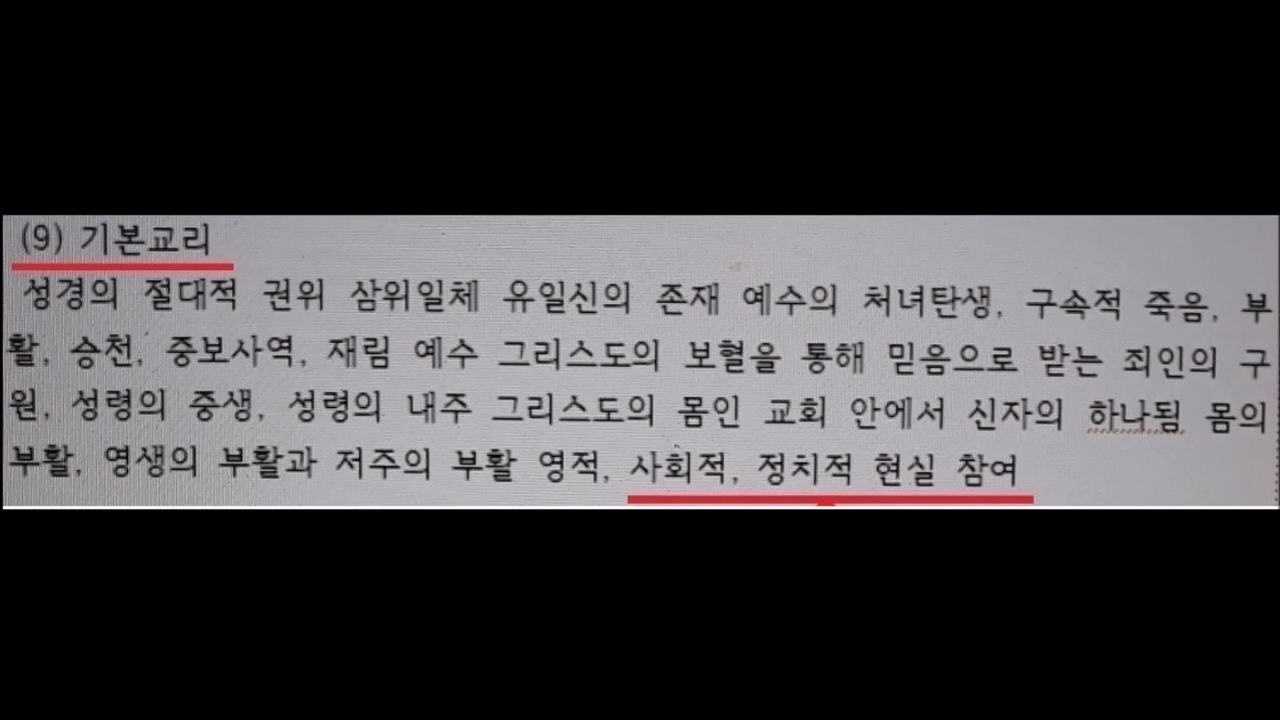 (9) 기본교리
성경의 절대적 권위 삼위일체 유일신의 존재 예수의 처녀탄생, 구속적 죽음, 부
활, 승천, 중보사역, 재림 예수 그리스도의 보혈을 통해 믿음으로 받는 죄인의 구
원, 성령의 중생, 성령의 내주 그리스도의 몸인 교회 안에서 신자의 하나됨 몸의
부활, 영생의 부활과 저주의 부활 영적, 사회적, 정치적 현실 참여